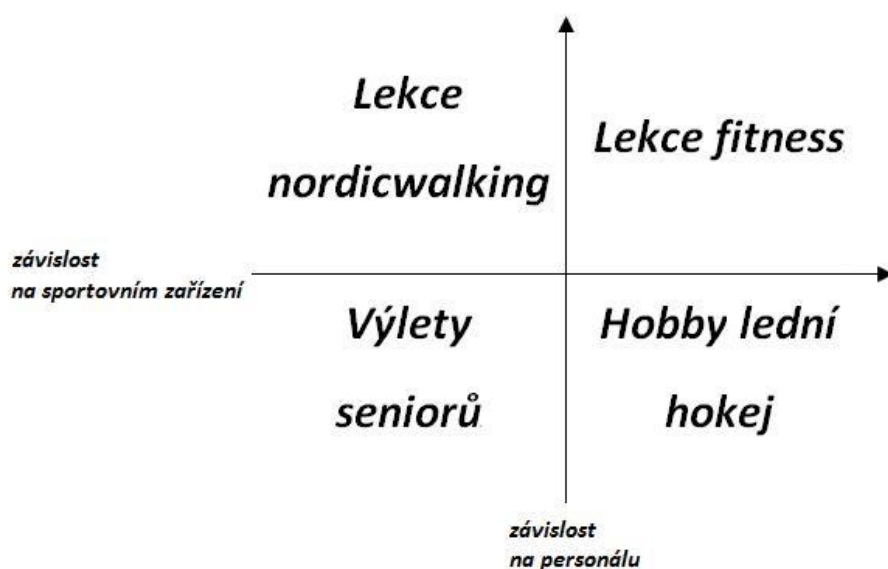 Lekce
nordicwalking
Lekce fitness
závislost
na sportovním zařízení
Výlety
seniorů
Hobby lední
hokej
závislost
na personálu